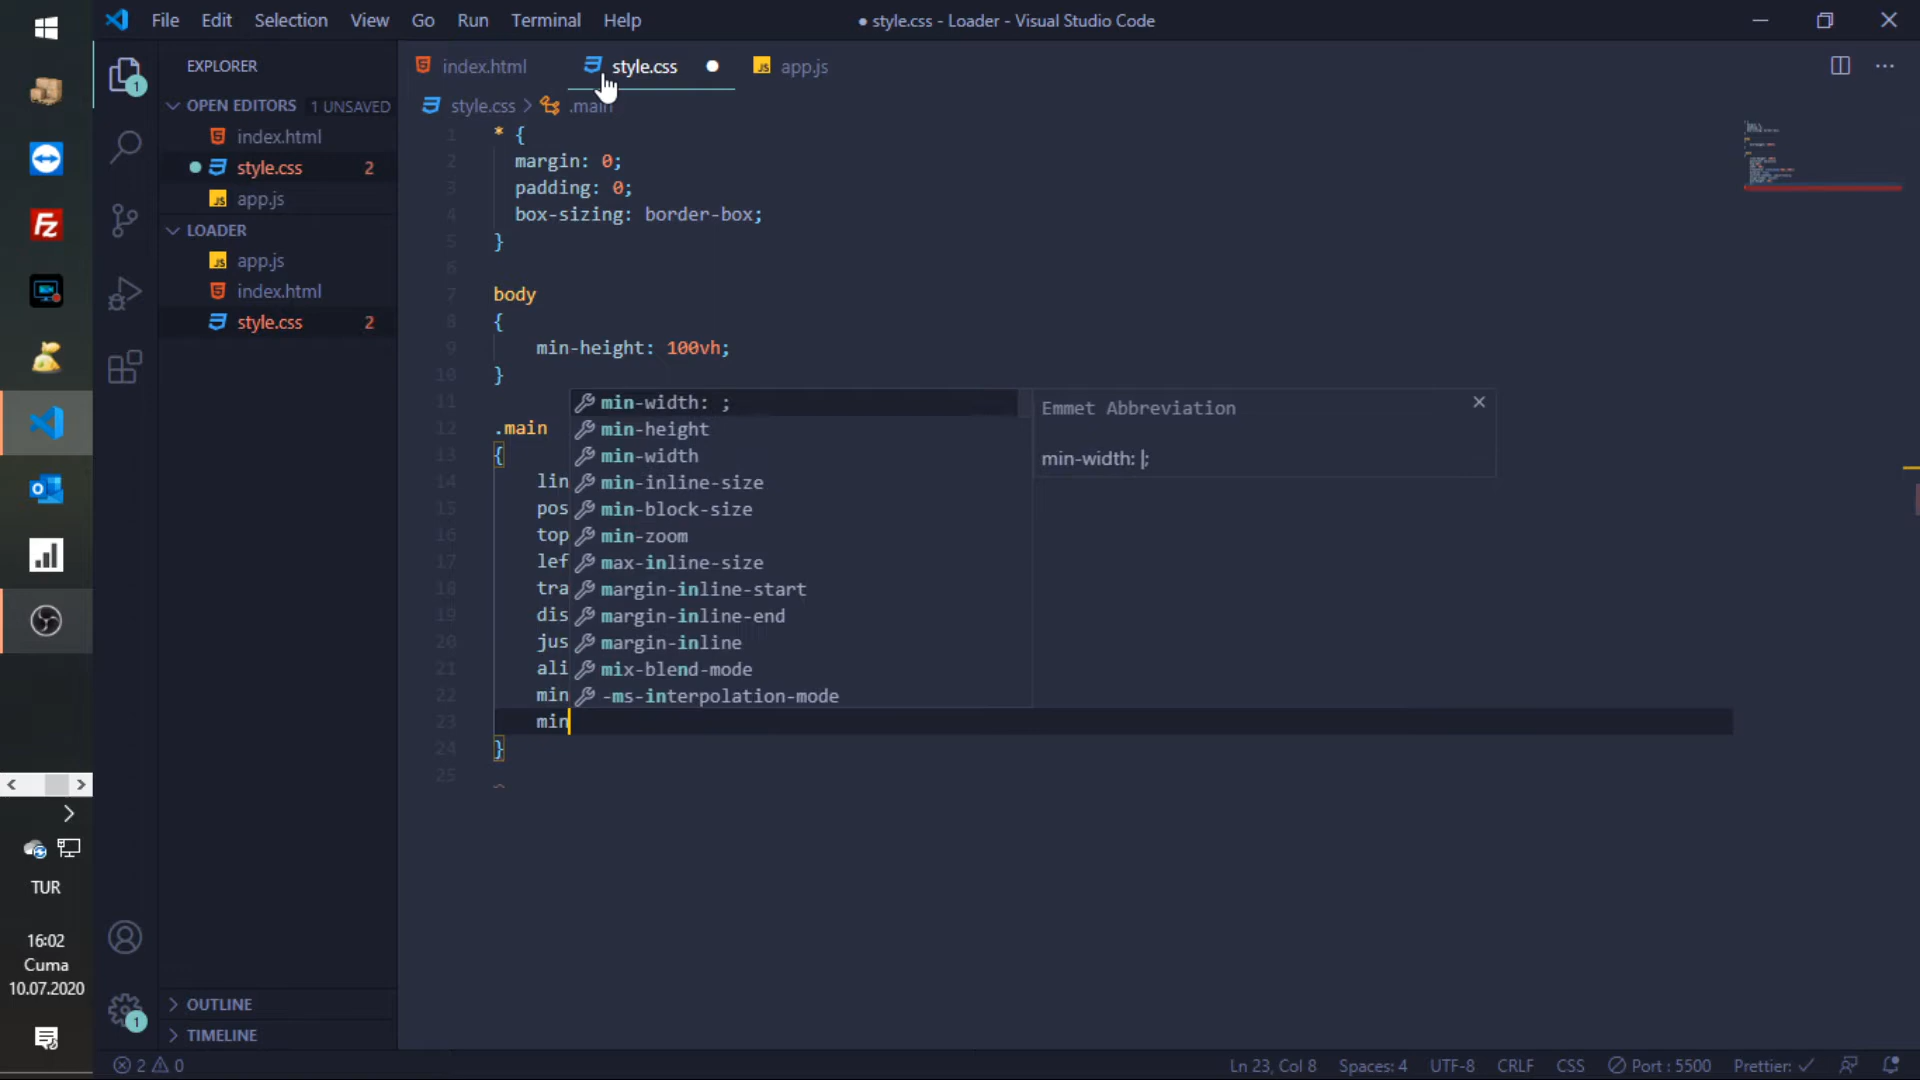 File Edit Selection View Go Run Terminal Help
● style.css - Loader - Visual Studio Code
EXPLORER
OPEN EDITORS 1 UNSAVED
index.html
style.css 2
app.js
LOADER
app.js
index.html
style.css 2
OUTLINE
TIMELINE
index.html style.css app.js
style.css > .main
1 * {
2 margin: 0;
3 padding: 0;
4 box-sizing: border-box;
5 }
6
7 body
8 {
9 min-height: 100vh;
10 }
11
12 .main
13 {
14 lin
15 pos
16 top
17 lef
18 tra
19 dis
20 jus
21 ali
22 min
23 min
24 }
25
min-width: ;
min-height
min-width
min-inline-size
min-block-size
min-zoom
max-inline-size
margin-inline-start
margin-inline-end
margin-inline
mix-blend-mode
-ms-interpolation-mode
Emmet Abbreviation
min-width: |;
1
1
Fz
TUR
16:02
Cuma
10.07.2020
2 0
Ln 23, Col 8 Spaces: 4 UTF-8 CRLF CSS Port : 5500 Prettier: ✓